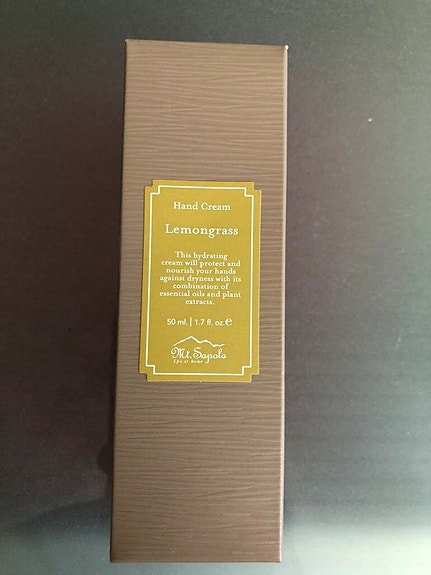 Hand Cream
Lemongrass
This hydrating
cream will protect and
nourish your hands
against dryness with its
combination of
essential oils and plant
extracts.
50 ml. | 1.7 fl. oz. ℮
Mt. Sapola
Spa at home